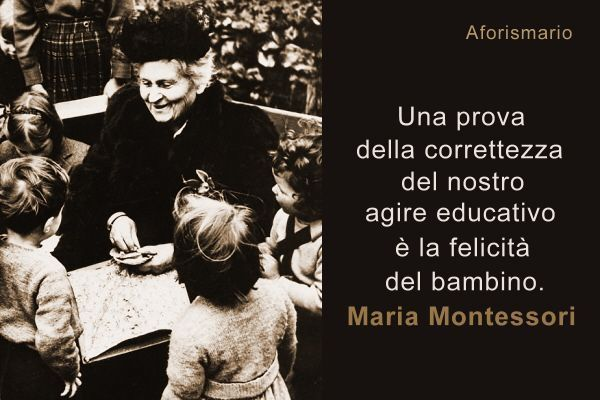 Aforismario
Una prova
della correttezza
del nostro
agire educativo
è la felicità
del bambino.
Maria Montessori